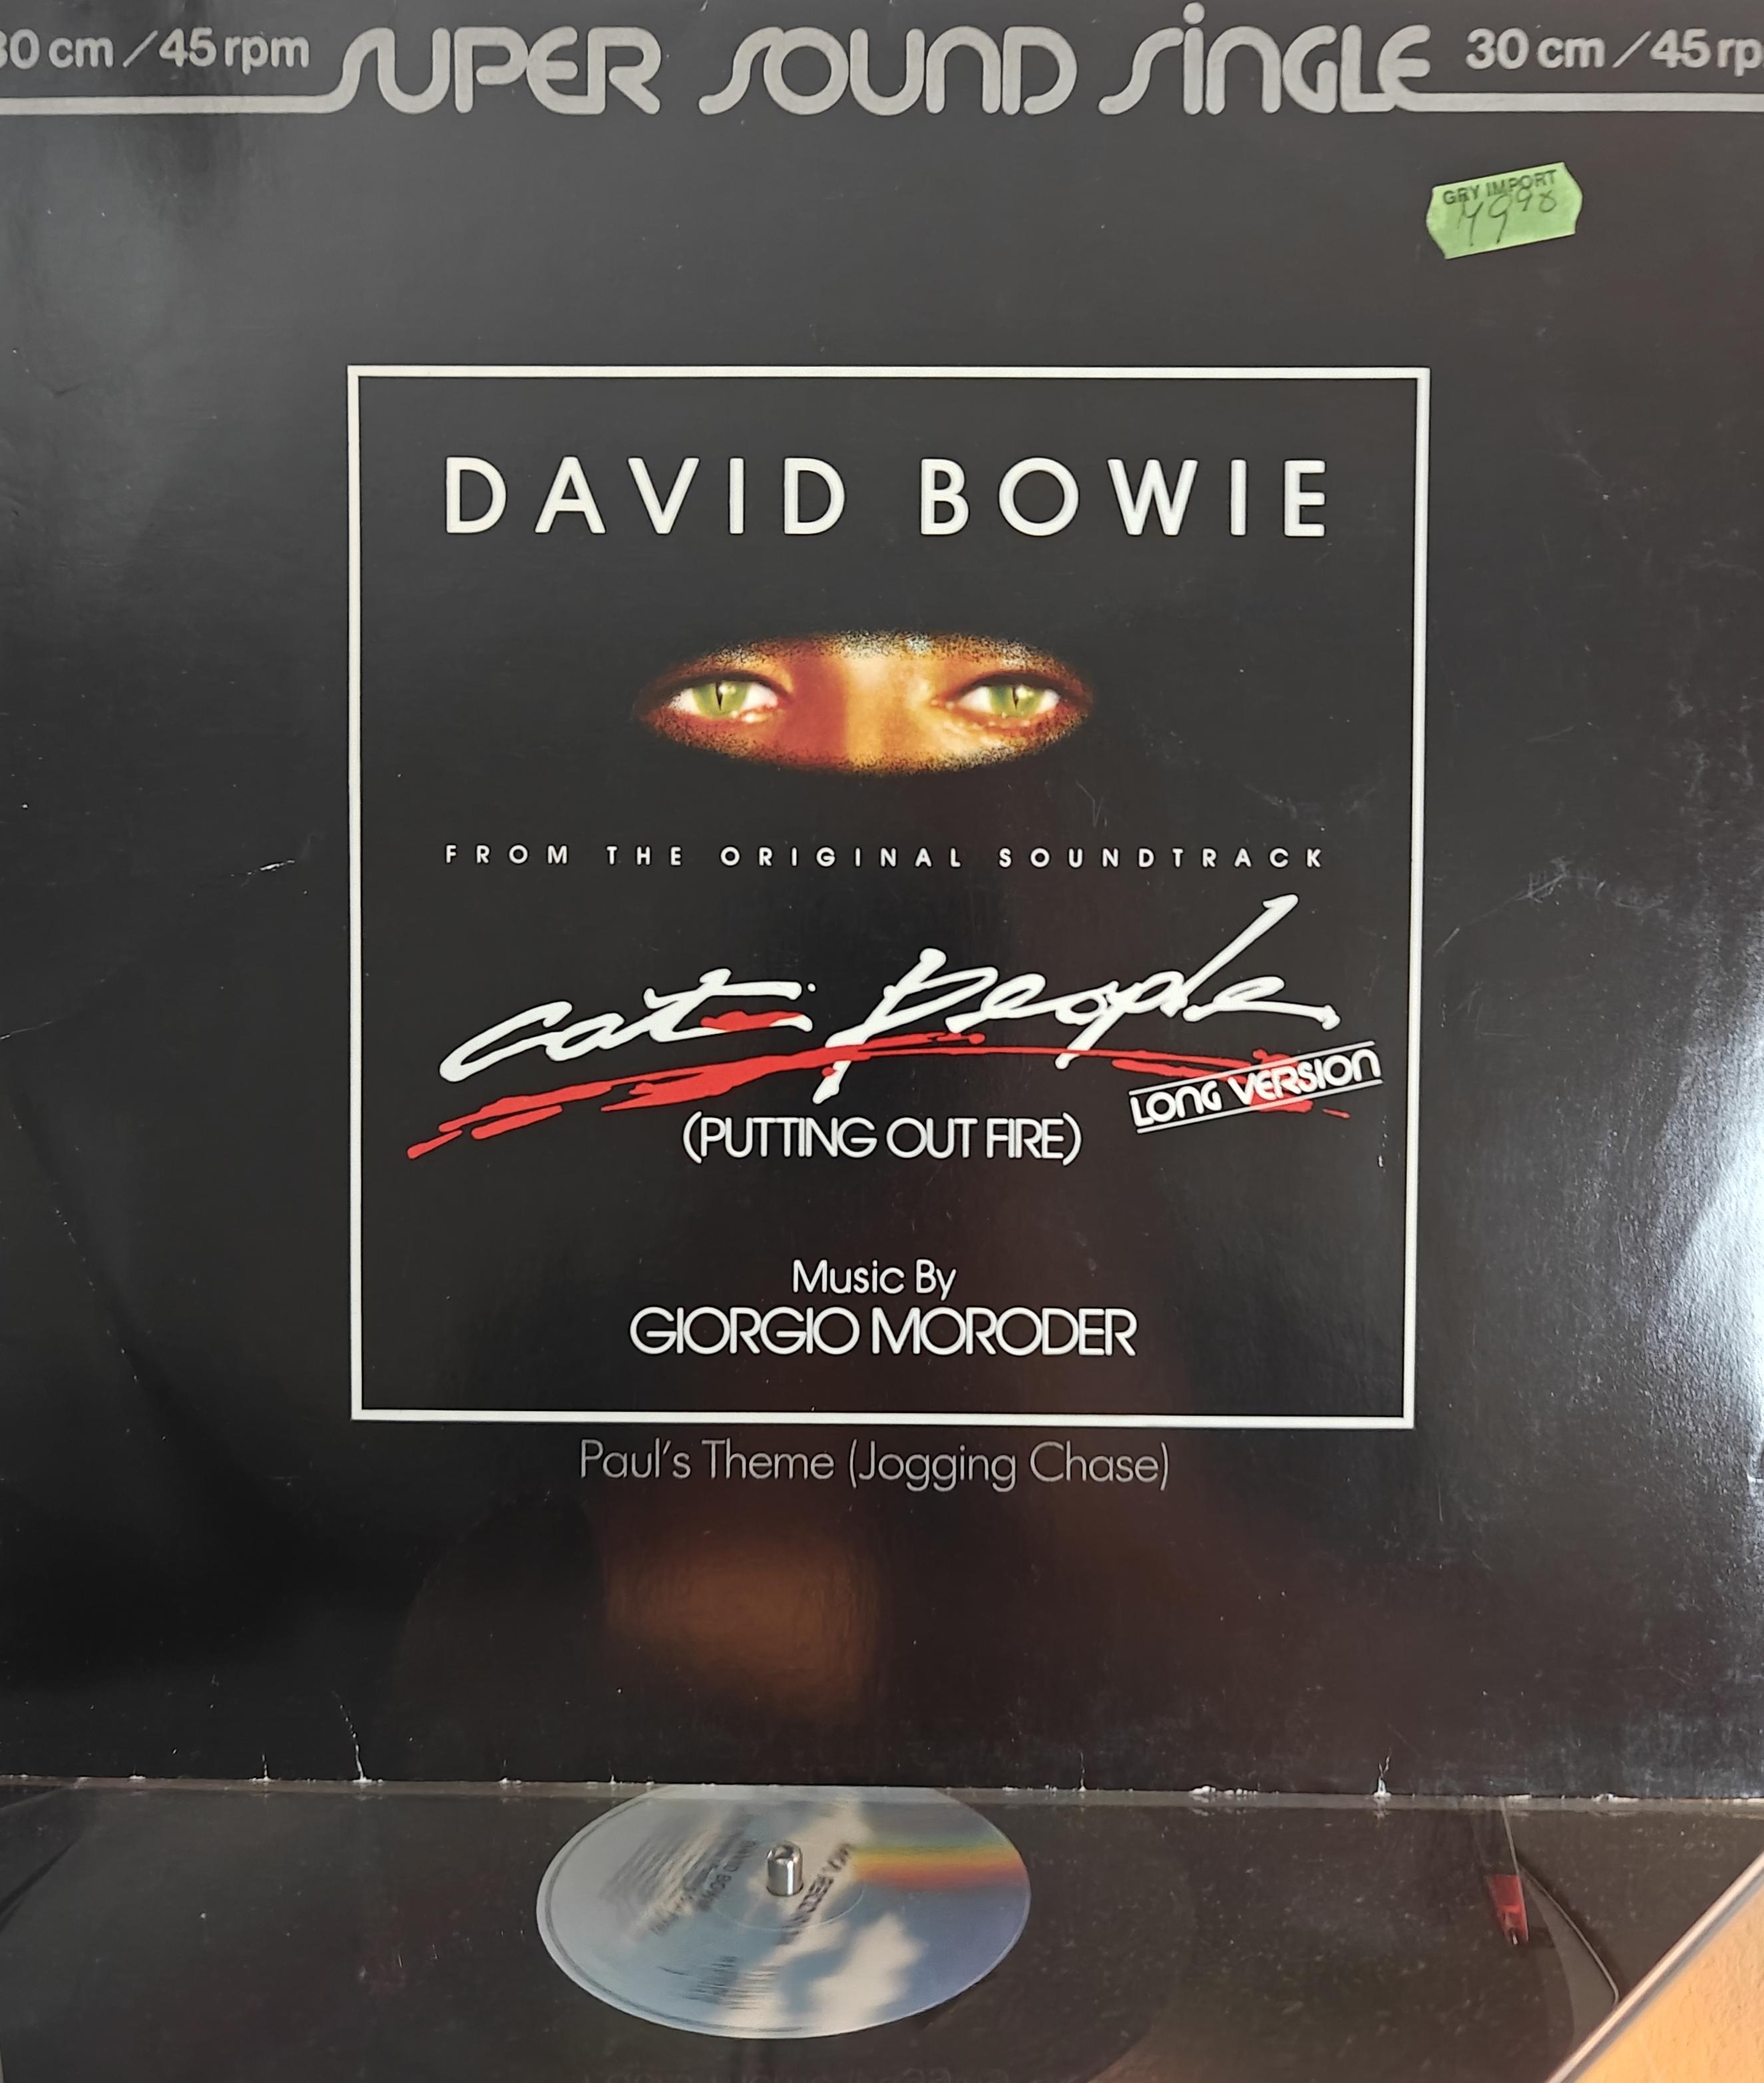 30 cm / 45 rpm SUPER SOUND SINGLE 30 cm / 45 rp
GRY IMPORT
DAVID BOWIE
FROM THE ORIGINAL SOUNDTRACK
cat people
LONG VERSION
(PUTTING OUT FIRE)
Music By
GIORGIO MORODER
Paul's Theme (Jogging Chase)